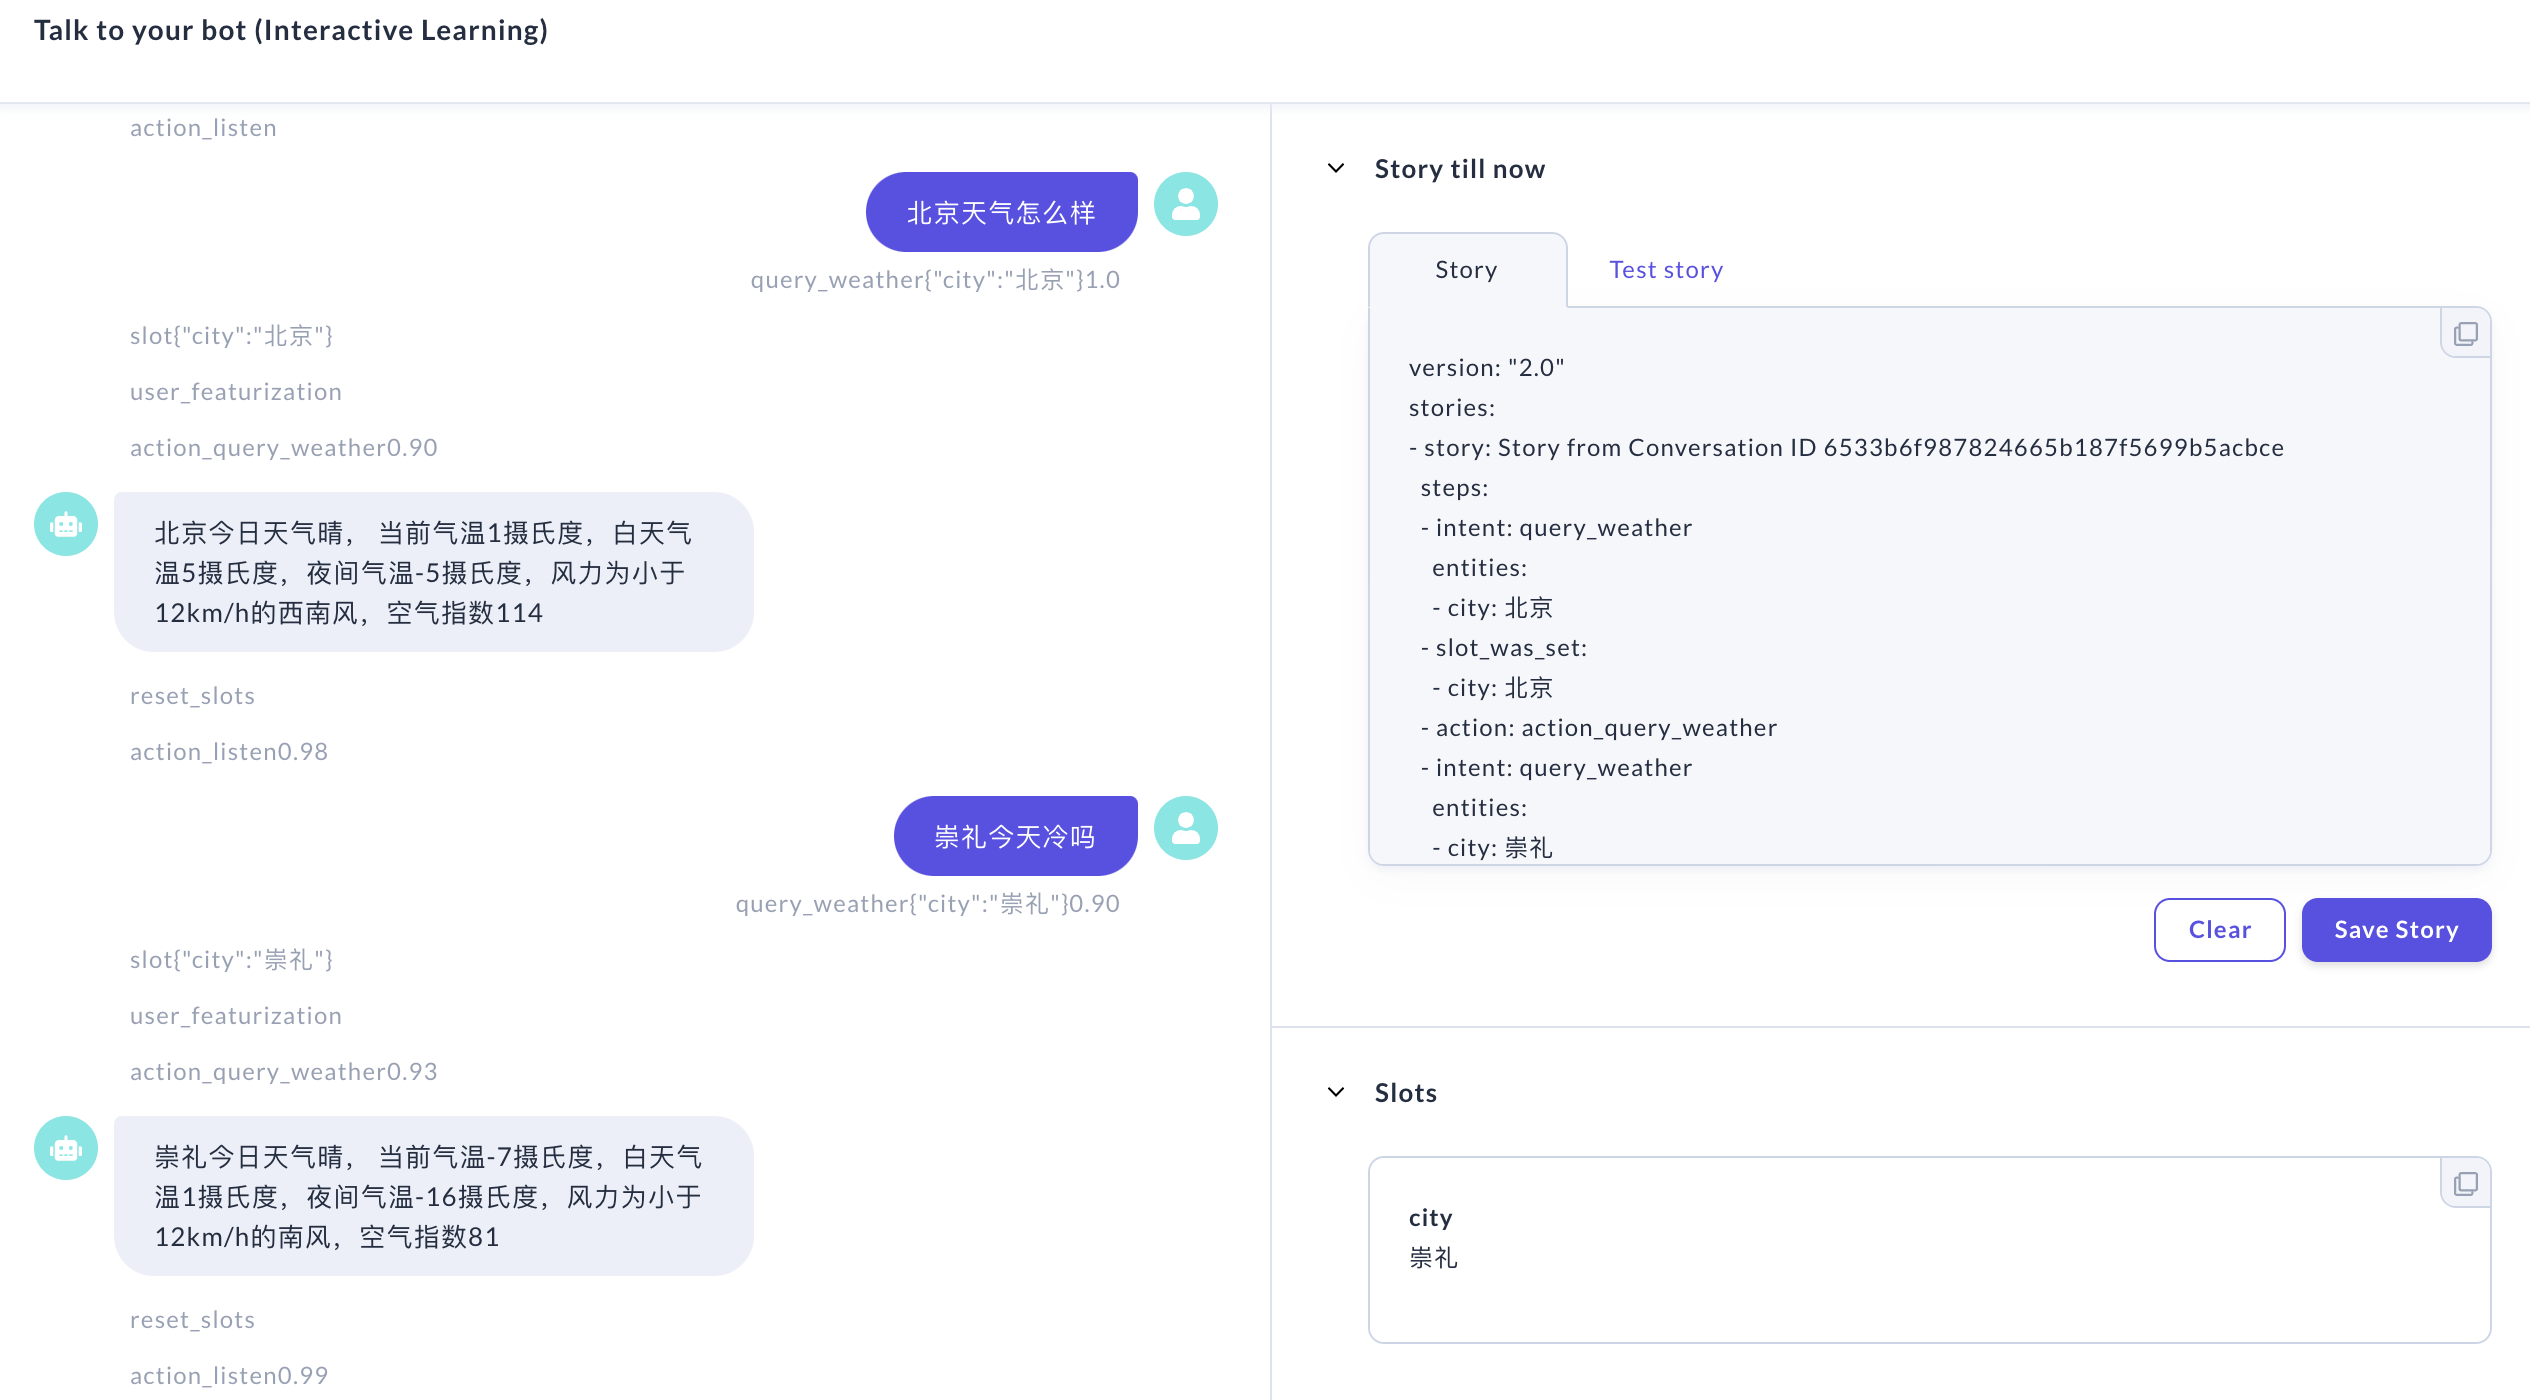 Talk to your bot (Interactive Learning)
action_listen
北京天气怎么样
query_weather{"city":"北京"}1.0
slot{"city":"北京"}
user_featurization
action_query_weather0.90
北京今日天气晴， 当前气温1摄氏度，白天气
温5摄氏度，夜间气温-5摄氏度，风力为小于
12km/h的西南风，空气指数114
reset_slots
action_listen0.98
崇礼今天冷吗
query_weather{"city":"崇礼"}0.90
slot{"city":"崇礼"}
user_featurization
action_query_weather0.93
崇礼今日天气晴， 当前气温-7摄氏度，白天气
温1摄氏度，夜间气温-16摄氏度，风力为小于
12km/h的南风，空气指数81
reset_slots
action_listen0.99
Story till now
Story
Test story
version: "2.0"
stories:
- story: Story from Conversation ID 6533b6f987824665b187f5699b5acbce
steps:
- intent: query_weather
entities:
- city: 北京
- slot_was_set:
- city: 北京
- action: action_query_weather
- intent: query_weather
entities:
- city: 崇礼
Clear
Save Story
Slots
city
崇礼